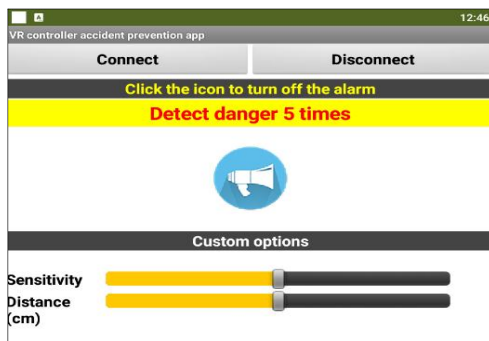 A 12:46
VR controller accident prevention app
Connect Disconnect
Click the icon to turn off the alarm
Detect danger 5 times
Custom options
Sensitivity
Distance
(cm)